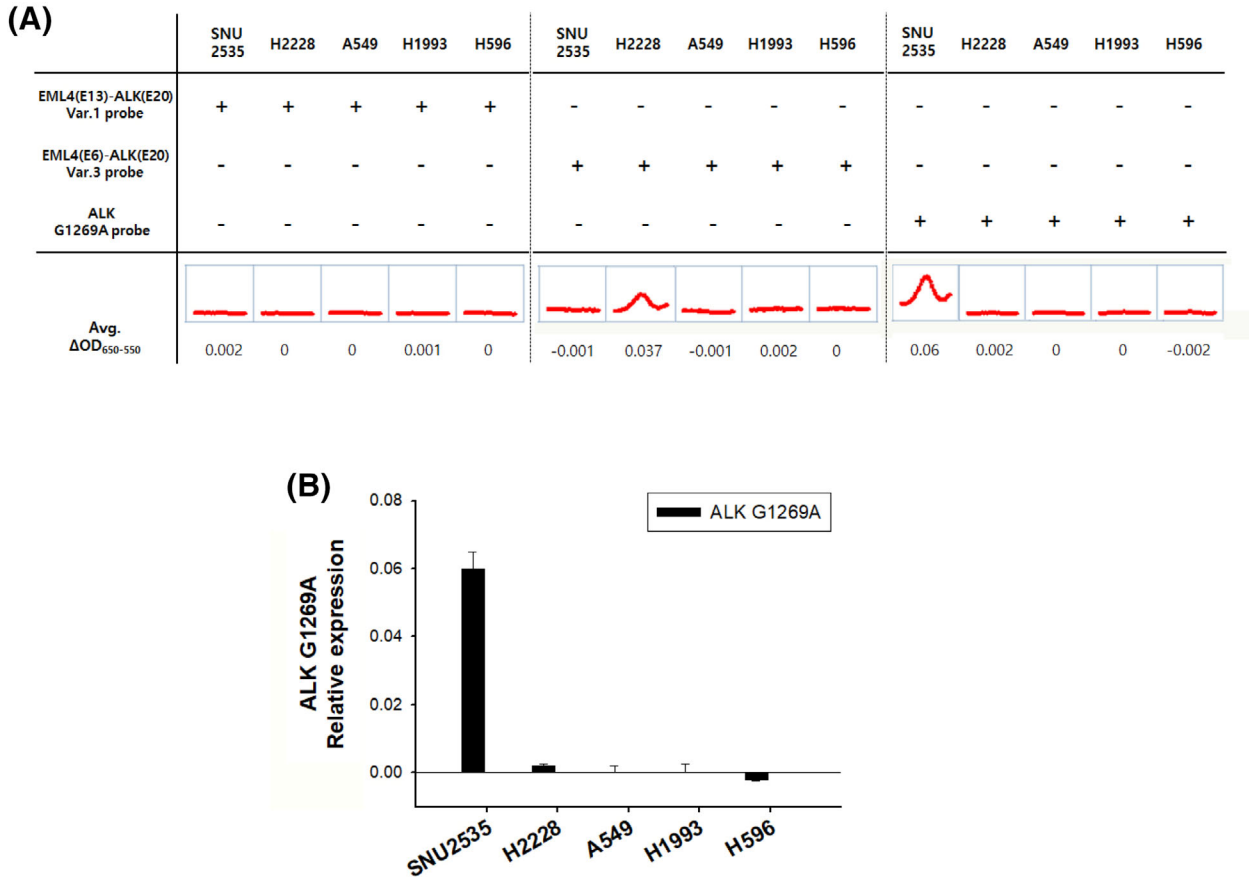 (A)
SNU 2535 H2228 A549 H1993 H596 SNU 2535 H2228 A549 H1993 H596 SNU 2535 H2228 A549 H1993 H596
EML4(E13)-ALK(E20)
Var.1 probe
+ + + + + - - - - - - - - - -
EML4(E6)-ALK(E20)
Var.3 probe
- - - - - + + + + + - - - - -
ALK
G1269A probe
- - - - - - - - - - + + + + +
Avg.
ΔOD650-550
0.002 0 0 0.001 0 -0.001 0.037 -0.001 0.002 0 0.06 0.002 0 0 -0.002
(B)
ALK G1269A
ALK G1269A
Relative expression
0.08
0.06
0.04
0.02
0.00
SNU2535 H2228 A549 H1993 H596